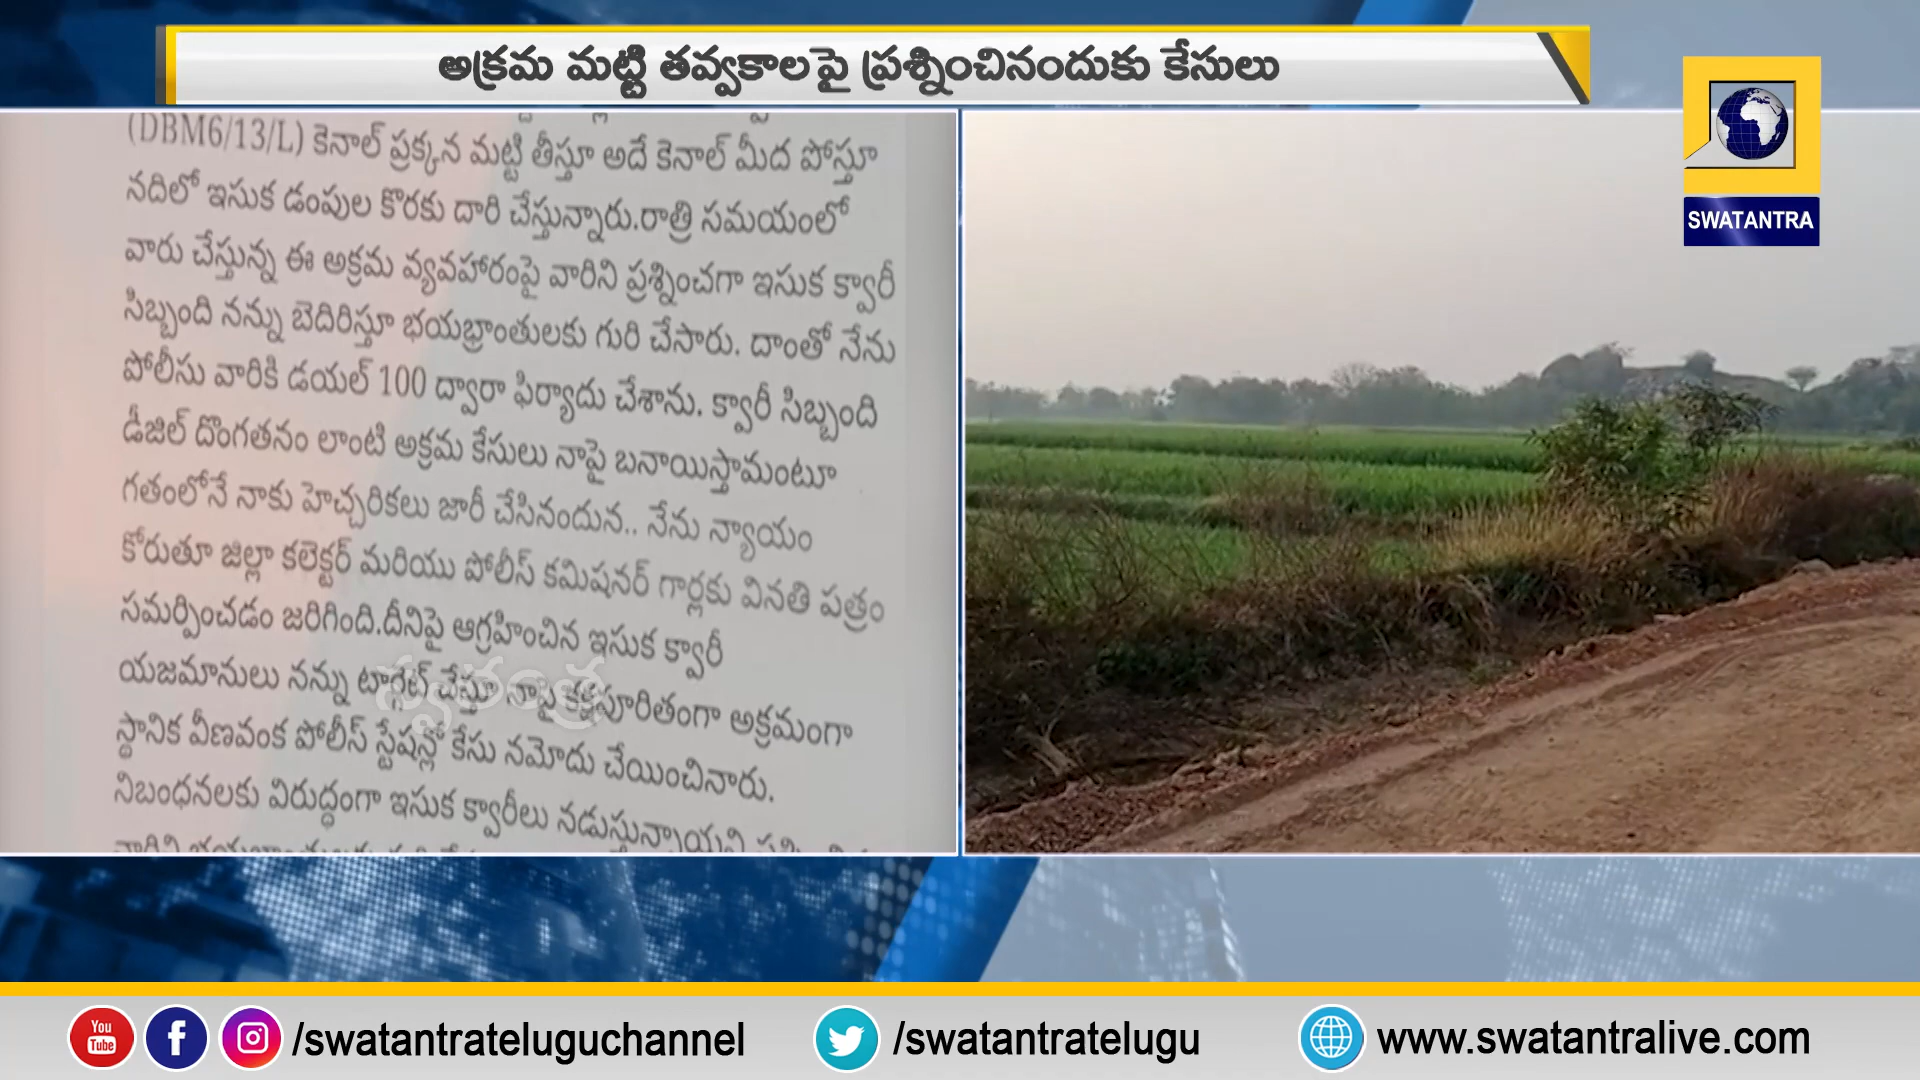 అక్రమ మట్టి తవ్వకాలపై ప్రశ్నించినందుకు కేసులు
SWATANTRA
(DBM6/13/L) కెనాల్ ప్రక్కన మట్టి తీస్తూ అదే కెనాల్ మీద పోస్తూ
నదిలో ఇసుక డంపుల కొరకు దారి చేస్తున్నారు.రాత్రి సమయంలో
వారు చేస్తున్న ఈ అక్రమ వ్యవహారంపై వారిని ప్రశ్నించగా ఇసుక క్వారీ
సిబ్బంది నన్ను బెదిరిస్తూ భయభ్రాంతులకు గురి చేసారు. దాంతో నేను
పోలీసు వారికి డయల్ 100 ద్వారా ఫిర్యాదు చేశాను. క్వారీ సిబ్బంది
డీజిల్ దొంగతనం లాంటి అక్రమ కేసులు నాపై బనాయిస్తామంటూ
గతంలోనే నాకు హెచ్చరికలు జారీ చేసినందున.. నేను న్యాయం
కోరుతూ జిల్లా కలెక్టర్ మరియు పోలీస్ కమిషనర్ గార్లకు వినతి పత్రం
సమర్పించడం జరిగింది.దీనిపై ఆగ్రహించిన ఇసుక క్వారీ
యజమానులు నన్ను టార్గెట్ చేస్తూ నాపై కక్షపూరితంగా అక్రమంగా
స్థానిక వీణవంక పోలీస్ స్టేషన్లో కేసు నమోదు చేయించినారు.
నిబంధనలకు విరుద్ధంగా ఇసుక క్వారీలు నడుస్తున్నాయని
స్వతంత్ర
You Tube
/swatantrateluguchannel
/swatantratelugu
www.swatantralive.com